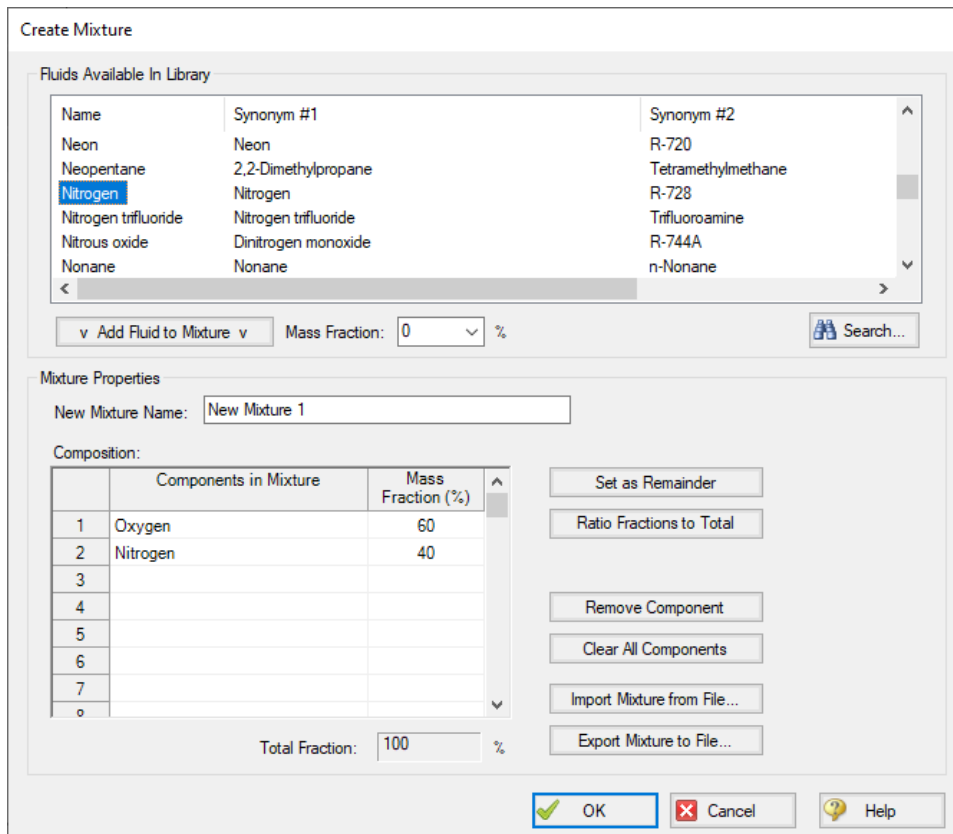 Create Mixture
Fluids Available In Library
Name Synonym #1 Synonym #2
Neon Neon R-720
Neopentane 2,2-Dimethylpropane Tetramethylmethane
Nitrogen Nitrogen R-728
Nitrogen trifluoride Nitrogen trifluoride Trifluoroamine
Nitrous oxide Dinitrogen monoxide R-744A
Nonane Nonane n-Nonane
v Add Fluid to Mixture v Mass Fraction: 0 % Search...
Mixture Properties
New Mixture Name: New Mixture 1
Composition:
Components in Mixture Mass Fraction (%)
1 Oxygen 60
2 Nitrogen 40
3
4
5
6
7
8
Total Fraction: 100 %
Set as Remainder
Ratio Fractions to Total
Remove Component
Clear All Components
Import Mixture from File...
Export Mixture to File...
OK Cancel Help